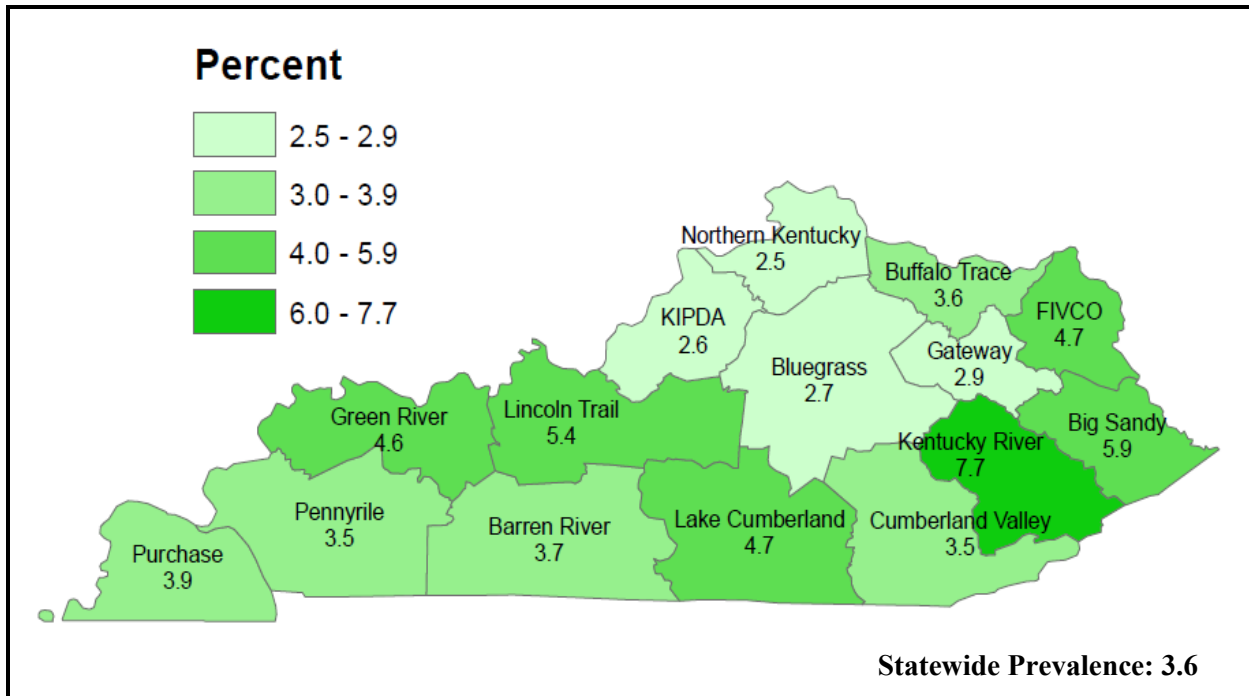 Percent
2.5 - 2.9
3.0 - 3.9
4.0 - 5.9
6.0 - 7.7
Northern Kentucky
2.5
Buffalo Trace
3.6
FIVCO
4.7
KIPDA
2.6
Gateway
2.9
Bluegrass
2.7
Green River
4.6
Lincoln Trail
5.4
Big Sandy
5.9
Kentucky River
7.7
Pennyrile
3.5
Barren River
3.7
Lake Cumberland
4.7
Cumberland Valley
3.5
Purchase
3.9
Statewide Prevalence: 3.6